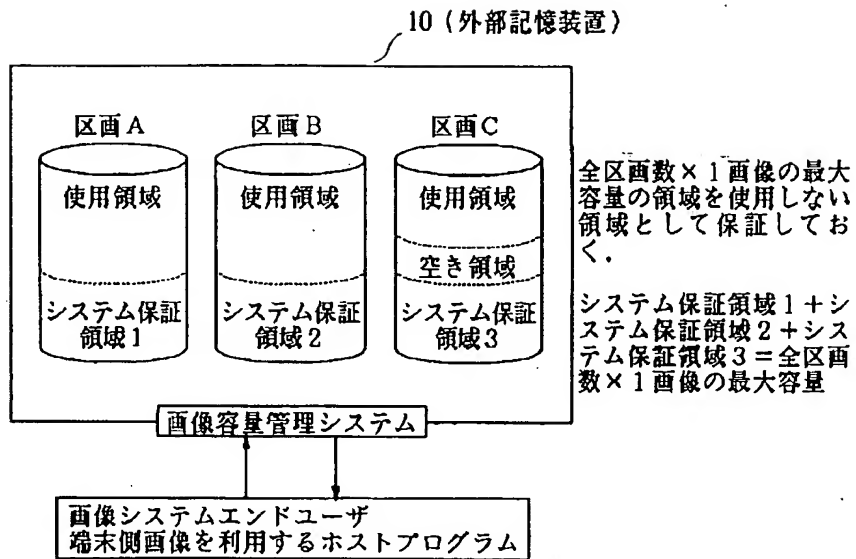 10（外部記憶装置）
区画A
区画B
区画C
使用領域
使用領域
使用領域
空き領域
システム保証
領域1
システム保証
領域2
システム保証
領域3
全区画数×1画像の最大
容量の領域を使用しない
領域として保証してお
く．
システム保証領域1＋シ
ステム保証領域2＋シス
テム保証領域3＝全区画
数×1画像の最大容量
画像容量管理システム
画像システムエンドユーザ
端末側画像を利用するホストプログラム